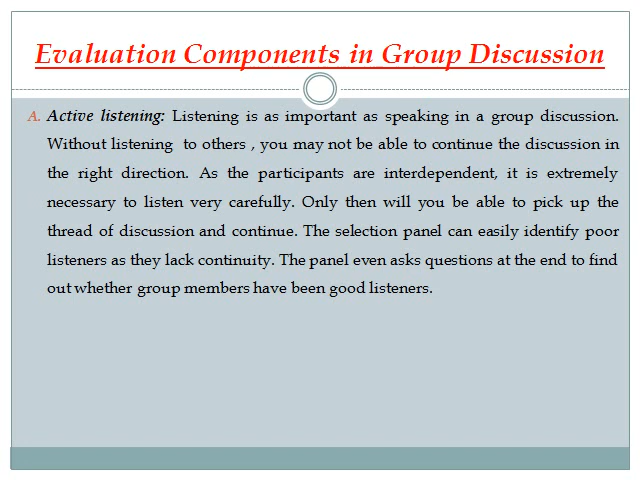 Evaluation Components in Group Discussion
A. Active listening: Listening is as important as speaking in a group discussion.
Without listening to others , you may not be able to continue the discussion in
the right direction. As the participants are interdependent, it is extremely
necessary to listen very carefully. Only then will you be able to pick up the
thread of discussion and continue. The selection panel can easily identify poor
listeners as they lack continuity. The panel even asks questions at the end to find
out whether group members have been good listeners.